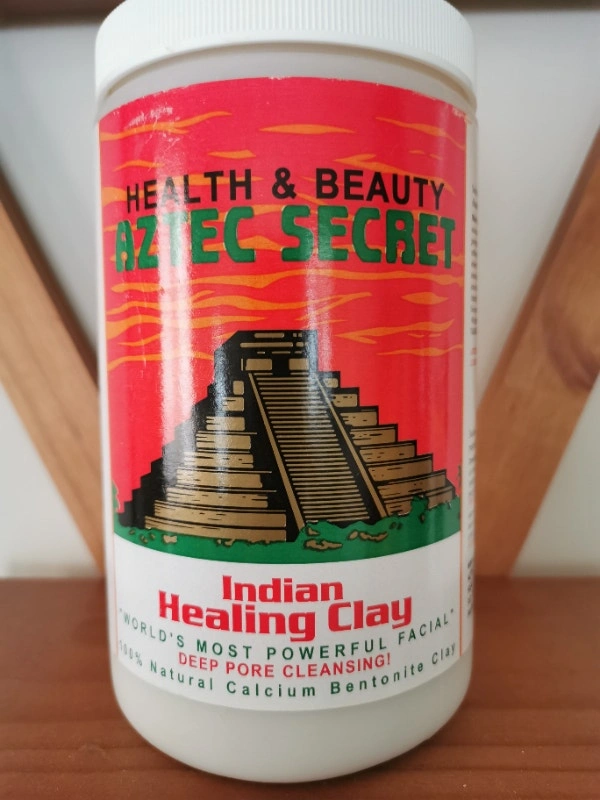 HEALTH & BEAUTY
AZTEC SECRET
Indian
Healing Clay
"WORLD'S MOST POWERFUL FACIAL"
DEEP PORE CLEANSING!
100% Natural Calcium Bentonite Clay